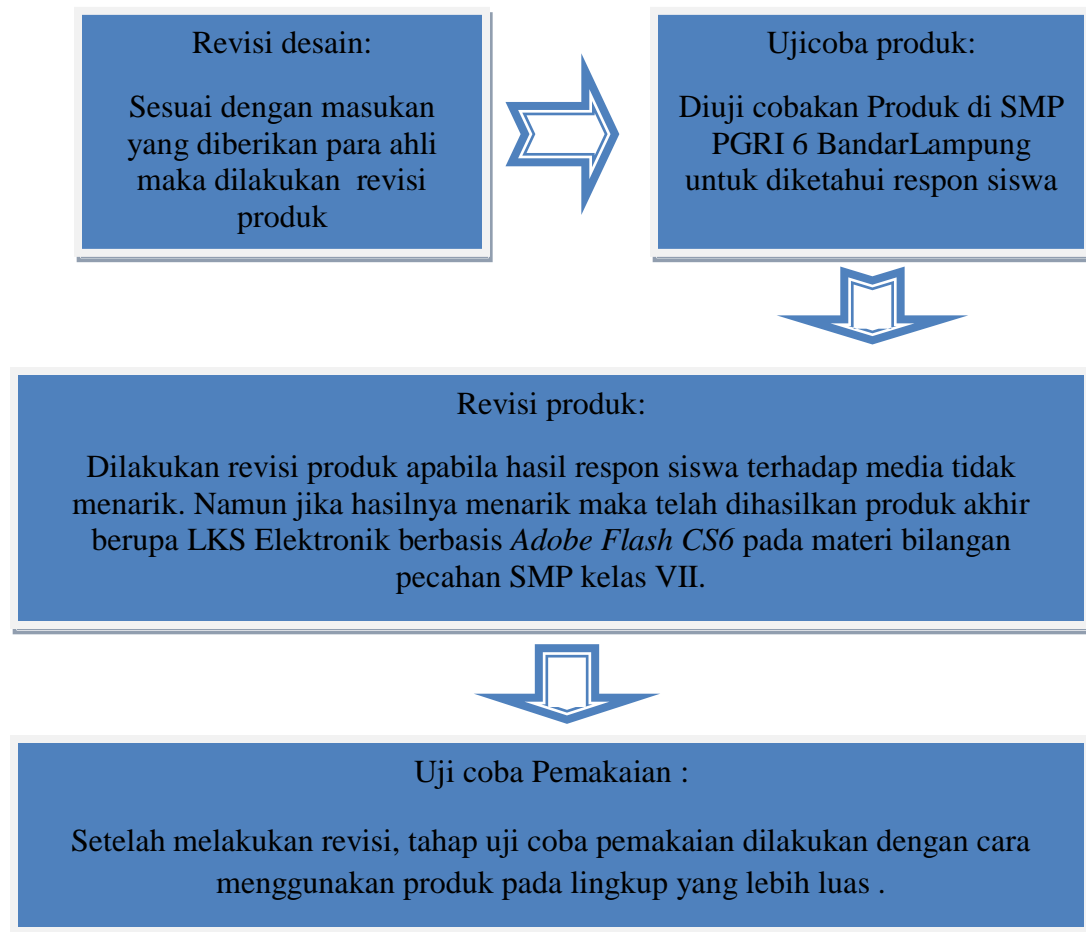 Revisi desain:
Sesuai dengan masukan
yang diberikan para ahli
maka dilakukan revisi
produk
Ujicoba produk:
Diuji cobakan Produk di SMP
PGRI 6 BandarLampung
untuk diketahui respon siswa
Revisi produk:
Dilakukan revisi produk apabila hasil respon siswa terhadap media tidak
menarik. Namun jika hasilnya menarik maka telah dihasilkan produk akhir
berupa LKS Elektronik berbasis Adobe Flash CS6 pada materi bilangan
pecahan SMP kelas VII.
Uji coba Pemakaian :
Setelah melakukan revisi, tahap uji coba pemakaian dilakukan dengan cara
menggunakan produk pada lingkup yang lebih luas .